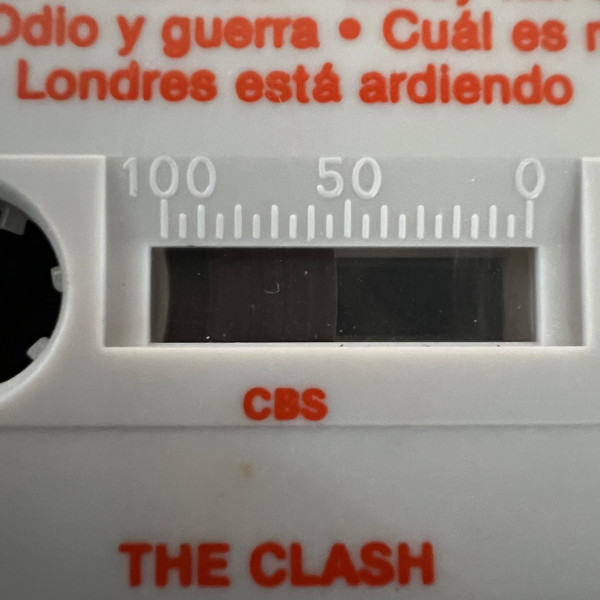 Odio y guerra • Cuál es
Londres está ardiendo
100 50 0
CBS
THE CLASH